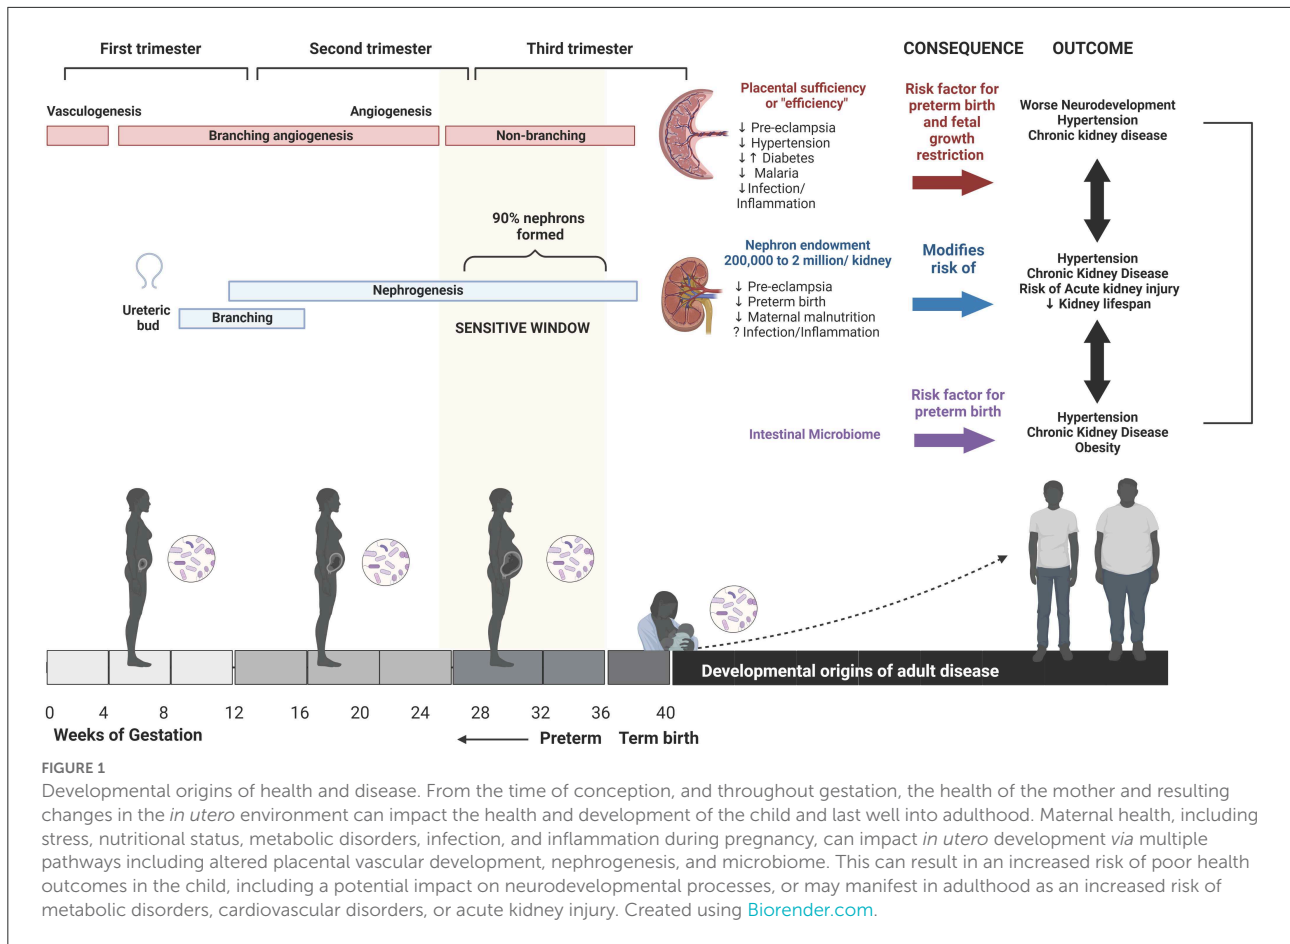 First trimester
Second trimester
Third trimester
CONSEQUENCE
OUTCOME
Vasculogenesis
Angiogenesis
Branching angiogenesis
Non-branching
Placental sufficiency
or "efficiency"
↓ Pre-eclampsia
↓ Hypertension
↓↑ Diabetes
↓ Malaria
↓Infection/
Inflammation
Risk factor for
preterm birth
and fetal
growth
restriction
Worse Neurodevelopment
Hypertension
Chronic kidney disease
90% nephrons
formed
Ureteric
bud
Nephrogenesis
Branching
SENSITIVE WINDOW
Nephron endowment
200,000 to 2 million/ kidney
↓ Pre-eclampsia
↓ Preterm birth
↓ Maternal malnutrition
? Infection/Inflammation
Modifies
risk of
Hypertension
Chronic Kidney Disease
Risk of Acute kidney injury
↓ Kidney lifespan
Intestinal Microbiome
Risk factor for
preterm birth
Hypertension
Chronic Kidney Disease
Obesity
Developmental origins of adult disease
0 4 8 12 16 20 24 28 32 36 40
Weeks of Gestation
Preterm
Term birth
FIGURE 1
Developmental origins of health and disease. From the time of conception, and throughout gestation, the health of the mother and resulting
changes in the in utero environment can impact the health and development of the child and last well into adulthood. Maternal health, including
stress, nutritional status, metabolic disorders, infection, and inflammation during pregnancy, can impact in utero development via multiple
pathways including altered placental vascular development, nephrogenesis, and microbiome. This can result in an increased risk of poor health
outcomes in the child, including a potential impact on neurodevelopmental processes, or may manifest in adulthood as an increased risk of
metabolic disorders, cardiovascular disorders, or acute kidney injury. Created using Biorender.com.